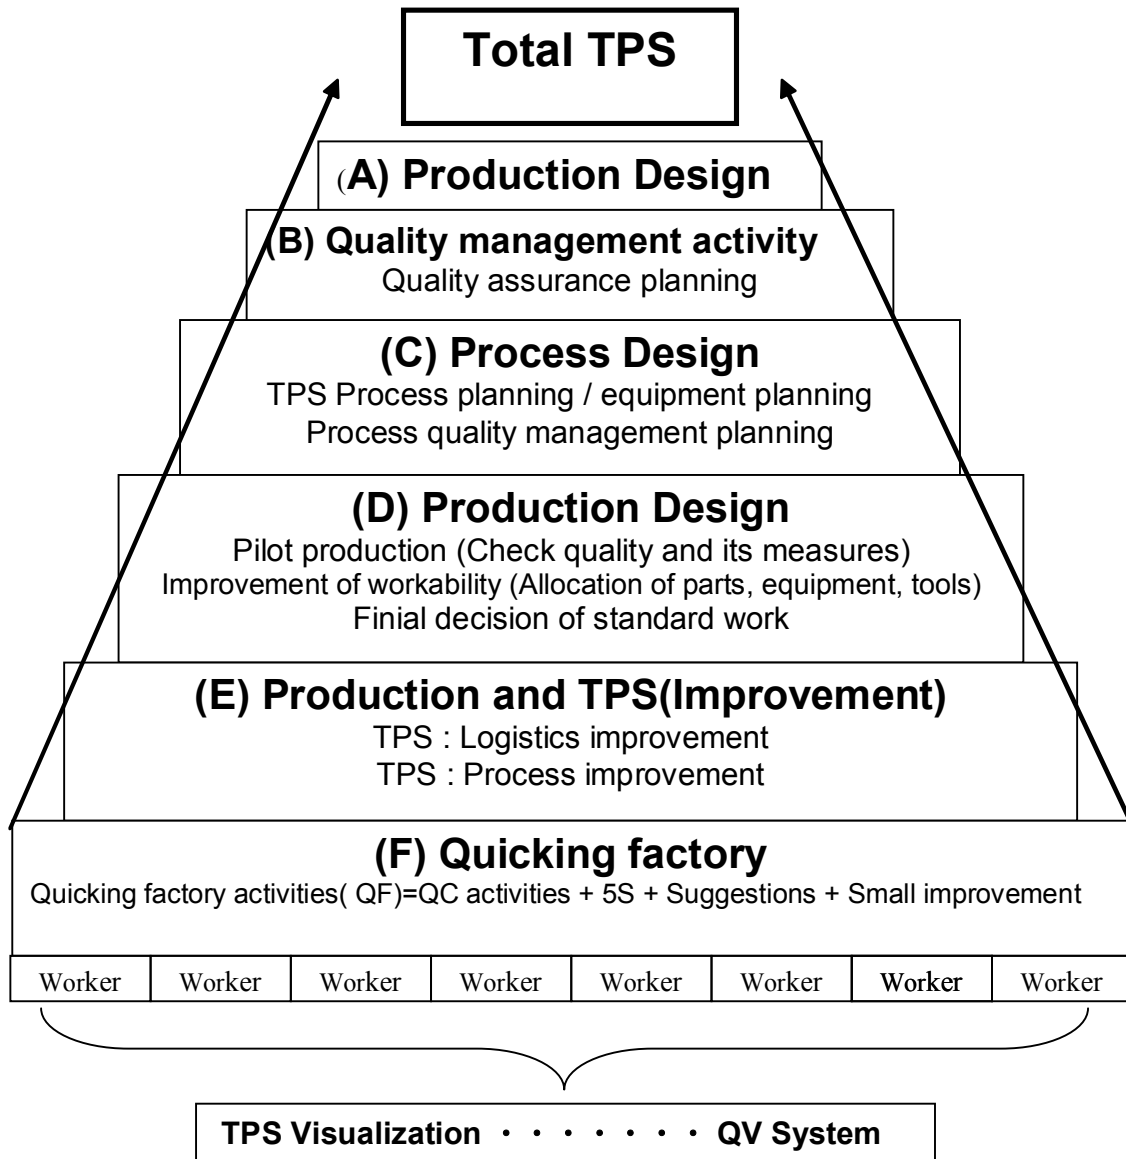 Total TPS
(A) Production Design
(B) Quality management activity
Quality assurance planning
(C) Process Design
TPS Process planning / equipment planning
Process quality management planning
(D) Production Design
Pilot production (Check quality and its measures)
Improvement of workability (Allocation of parts, equipment, tools)
Finial decision of standard work
(E) Production and TPS(Improvement)
TPS : Logistics improvement
TPS : Process improvement
(F) Quicking factory
Quicking factory activities( QF)=QC activities + 5S + Suggestions + Small improvement
Worker Worker Worker Worker Worker Worker Worker Worker
TPS Visualization ・・・・・・・ QV System